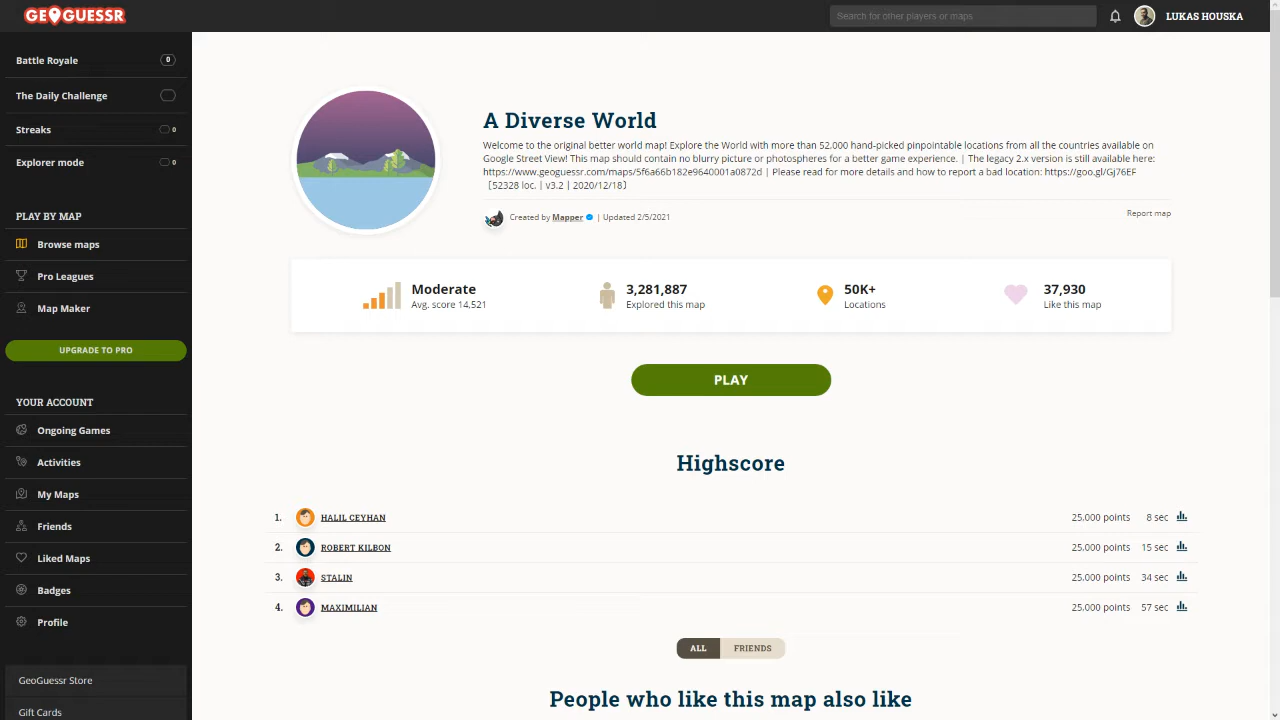 GEOGUESSR
Search for other players or maps
LUKAS HOUSKA
Battle Royale 0
The Daily Challenge
Streaks 0
Explorer mode 0
PLAY BY MAP
Browse maps
Pro Leagues
Map Maker
UPGRADE TO PRO
YOUR ACCOUNT
Ongoing Games
Activities
My Maps
Friends
Liked Maps
Badges
Profile
GeoGuessr Store
Gift Cards
A Diverse World
Welcome to the original better world map! Explore the World with more than 52.000 hand-picked pinpointable locations from all the countries available on
Google Street View! This map should contain no blurry picture or photospheres for a better game experience. | The legacy 2.x version is still available here:
https://www.geoguessr.com/maps/5f6a66b182e9640001a0872d | Please read for more details and how to report a bad location: https://goo.gl/Gj76EF
[52328 loc. | v3.2 | 2020/12/18]
Created by Mapper | Updated 2/5/2021
Report map
Moderate
Avg. score 14,521
3,281,887
Explored this map
50K+
Locations
37,930
Like this map
PLAY
Highscore
1. HALIL CEYHAN 25,000 points 8 sec
2. ROBERT KILBON 25,000 points 15 sec
3. STALIN 25,000 points 34 sec
4. MAXIMILIAN 25,000 points 57 sec
ALL FRIENDS
People who like this map also like